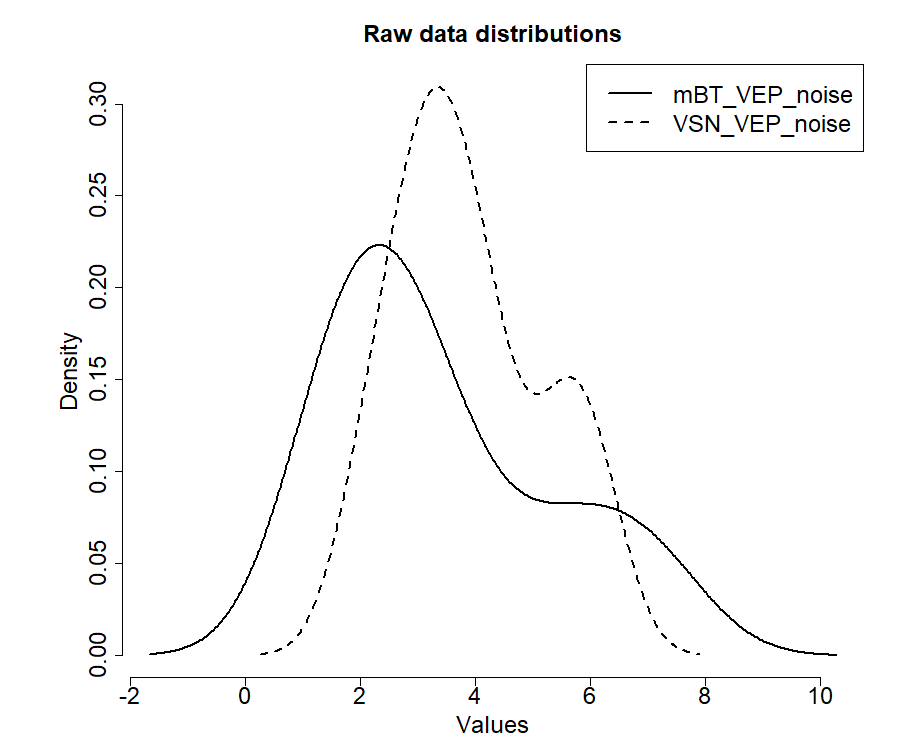 Raw data distributions
mBT_VEP_noise
VSN_VEP_noise
Density
0.30
0.25
0.20
0.15
0.10
0.05
0.00
-2 0 2 4 6 8 10
Values